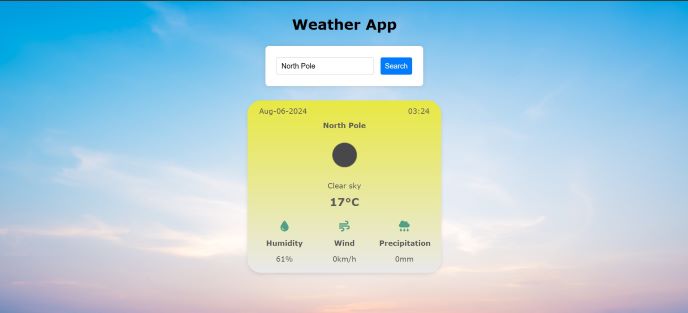 Weather App
North Pole
Search
Aug-06-2024 03:24
North Pole
Clear sky
17°C
Humidity Wind Precipitation
61% 0km/h 0mm